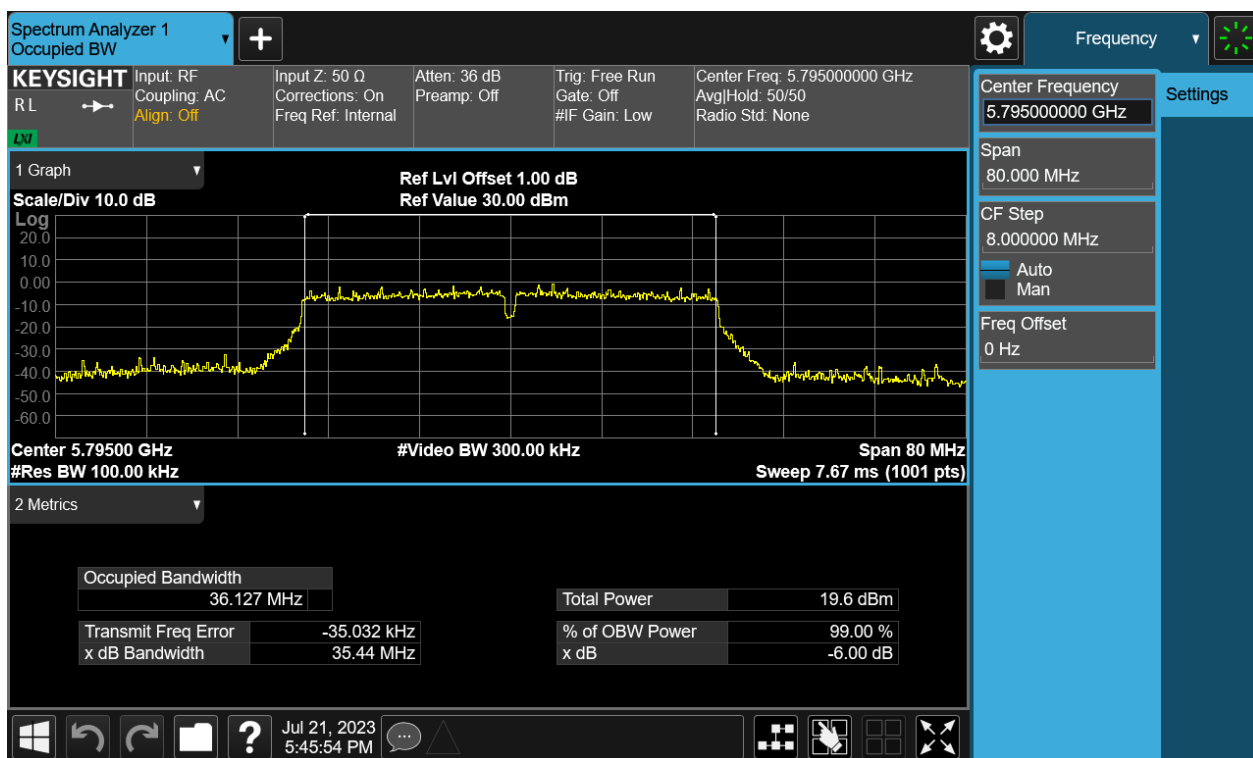 Spectrum Analyzer 1
Occupied BW
+
Frequency
KEYSIGHT
R L
LXI
Input: RF
Coupling: AC
Align: Off
Input Z: 50 Ω
Corrections: On
Freq Ref: Internal
Atten: 36 dB
Preamp: Off
Trig: Free Run
Gate: Off
#IF Gain: Low
Center Freq: 5.795000000 GHz
Avg|Hold: 50/50
Radio Std: None
Center Frequency
5.795000000 GHz
Settings
Span
80.000 MHz
CF Step
8.000000 MHz
Auto
Man
Freq Offset
0 Hz
1 Graph
Scale/Div 10.0 dB
Ref Lvl Offset 1.00 dB
Ref Value 30.00 dBm
Log
20.0
10.0
0.00
-10.0
-20.0
-30.0
-40.0
-50.0
-60.0
Center 5.79500 GHz
#Video BW 300.00 kHz
Span 80 MHz
#Res BW 100.00 kHz
Sweep 7.67 ms (1001 pts)
2 Metrics
Occupied Bandwidth
36.127 MHz
Total Power 19.6 dBm
Transmit Freq Error -35.032 kHz
% of OBW Power 99.00 %
x dB Bandwidth 35.44 MHz
x dB -6.00 dB
?
Jul 21, 2023
5:45:54 PM